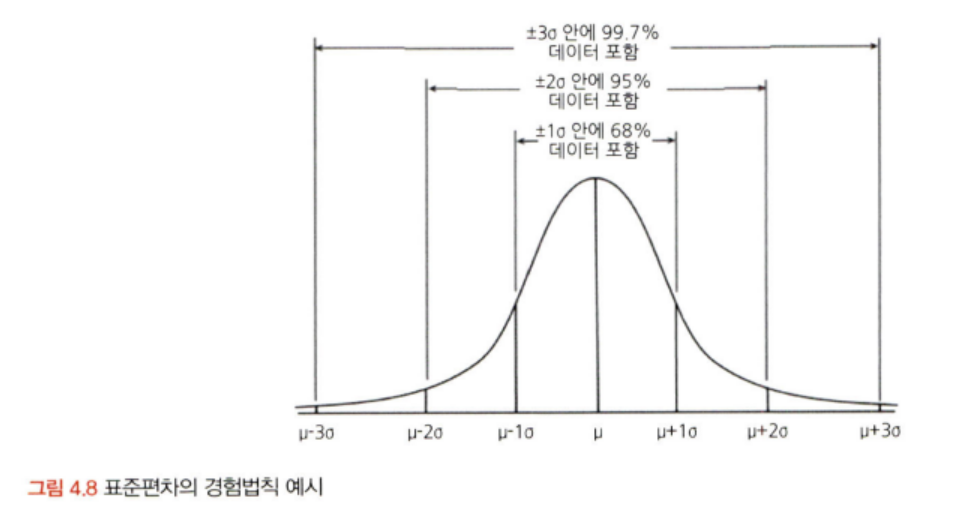 ±3σ 안에 99.7%
데이터 포함
±2σ 안에 95%
데이터 포함
±1σ 안에 68%
데이터 포함
μ-3σ μ-2σ μ-1σ μ μ+1σ μ+2σ μ+3σ
그림 4.8 표준편차의 경험법칙 예시